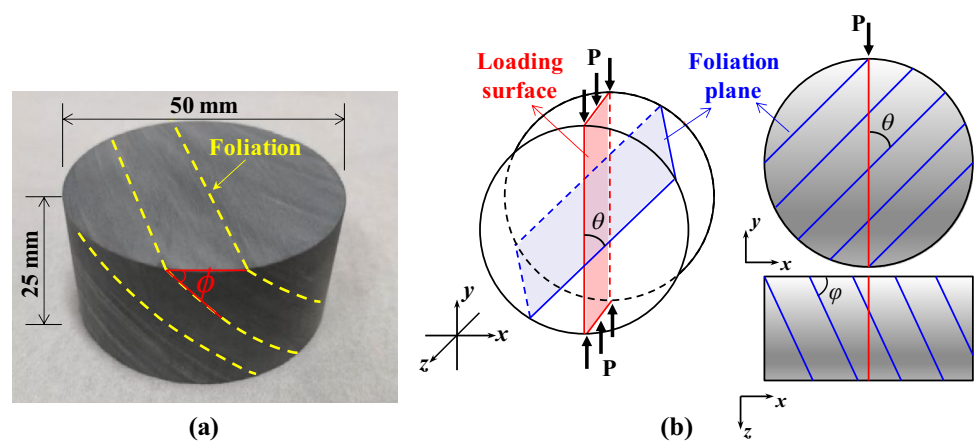 50 mm
Foliation
25 mm
ϕ
(a)
P
Loading
surface
Foliation
plane
θ
y
x
z
P
(b)
P
θ
y
x
φ
x
z